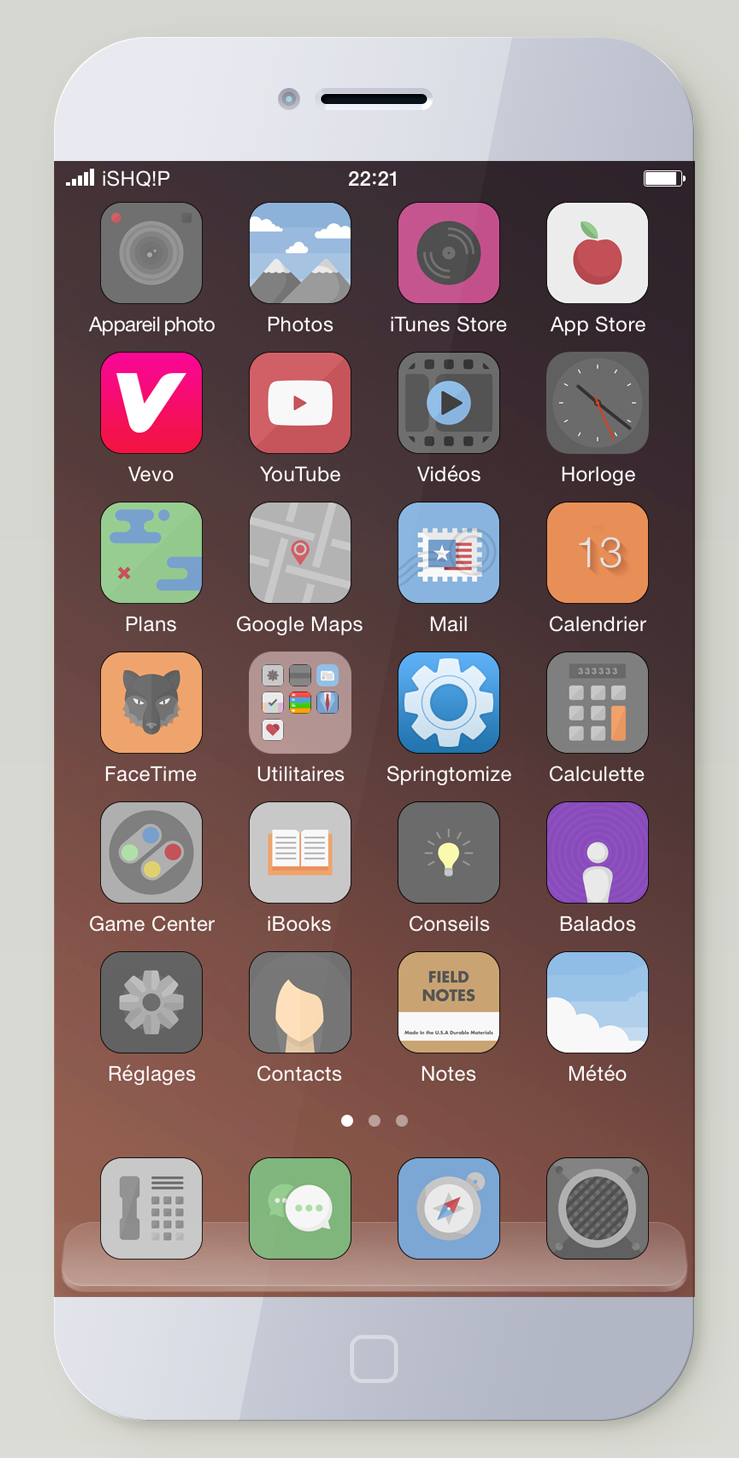 iSHQ!P 22:21
Appareil photo Photos iTunes Store App Store
Vevo YouTube Vidéos Horloge
13
Plans Google Maps Mail Calendrier
333333
FaceTime Utilitaires Springtomize Calculette
Game Center iBooks Conseils Balados
FIELD
NOTES
Made In the U.S.A Durable Materials
Réglages Contacts Notes Météo